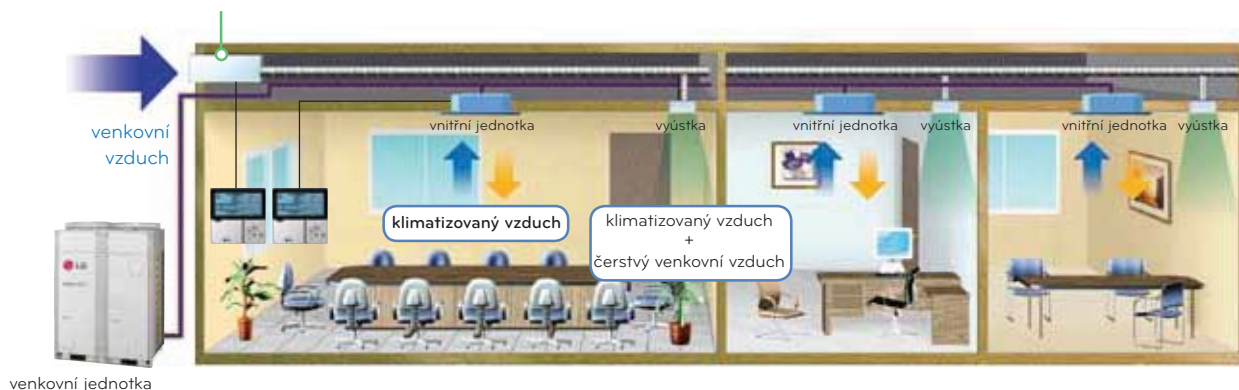 venkovní
vzduch
vnitřní jednotka
vyústka
vnitřní jednotka
vyústka
vnitřní jednotka
vyústka
klimatizovaný vzduch
klimatizovaný vzduch
+
čerstvý venkovní vzduch
LG
venkovní jednotka